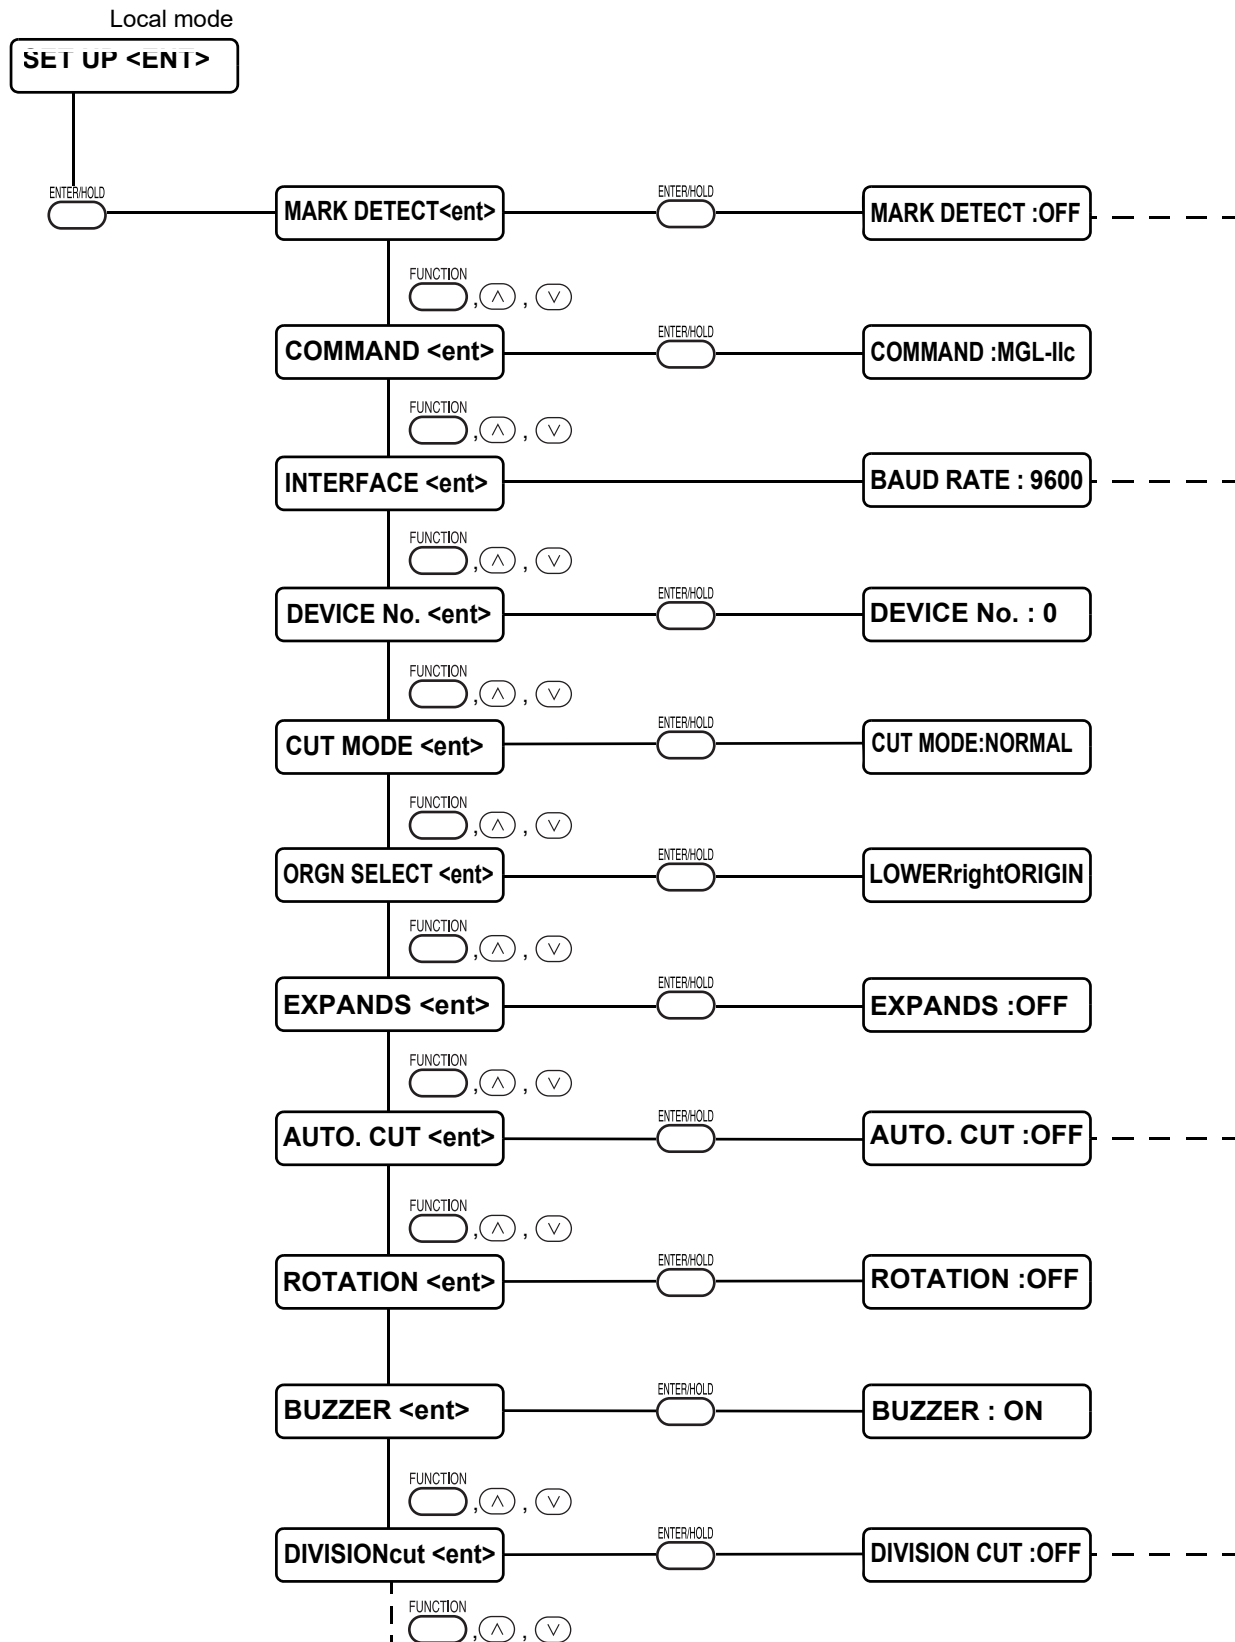 Local mode
SET UP <ENT>
ENTER/HOLD
MARK DETECT<ent>
ENTER/HOLD
MARK DETECT :OFF
FUNCTION
, ,
COMMAND <ent>
ENTER/HOLD
COMMAND :MGL-IIc
FUNCTION
, ,
INTERFACE <ent>
BAUD RATE : 9600
FUNCTION
, ,
DEVICE No. <ent>
ENTER/HOLD
DEVICE No. : 0
FUNCTION
, ,
CUT MODE <ent>
ENTER/HOLD
CUT MODE:NORMAL
FUNCTION
, ,
ORGN SELECT <ent>
ENTER/HOLD
LOWERrightORIGIN
FUNCTION
, ,
EXPANDS <ent>
ENTER/HOLD
EXPANDS :OFF
FUNCTION
, ,
AUTO. CUT <ent>
ENTER/HOLD
AUTO. CUT :OFF
FUNCTION
, ,
ROTATION <ent>
ENTER/HOLD
ROTATION :OFF
BUZZER <ent>
ENTER/HOLD
BUZZER : ON
FUNCTION
, ,
DIVISIONcut <ent>
ENTER/HOLD
DIVISION CUT :OFF
FUNCTION
, ,